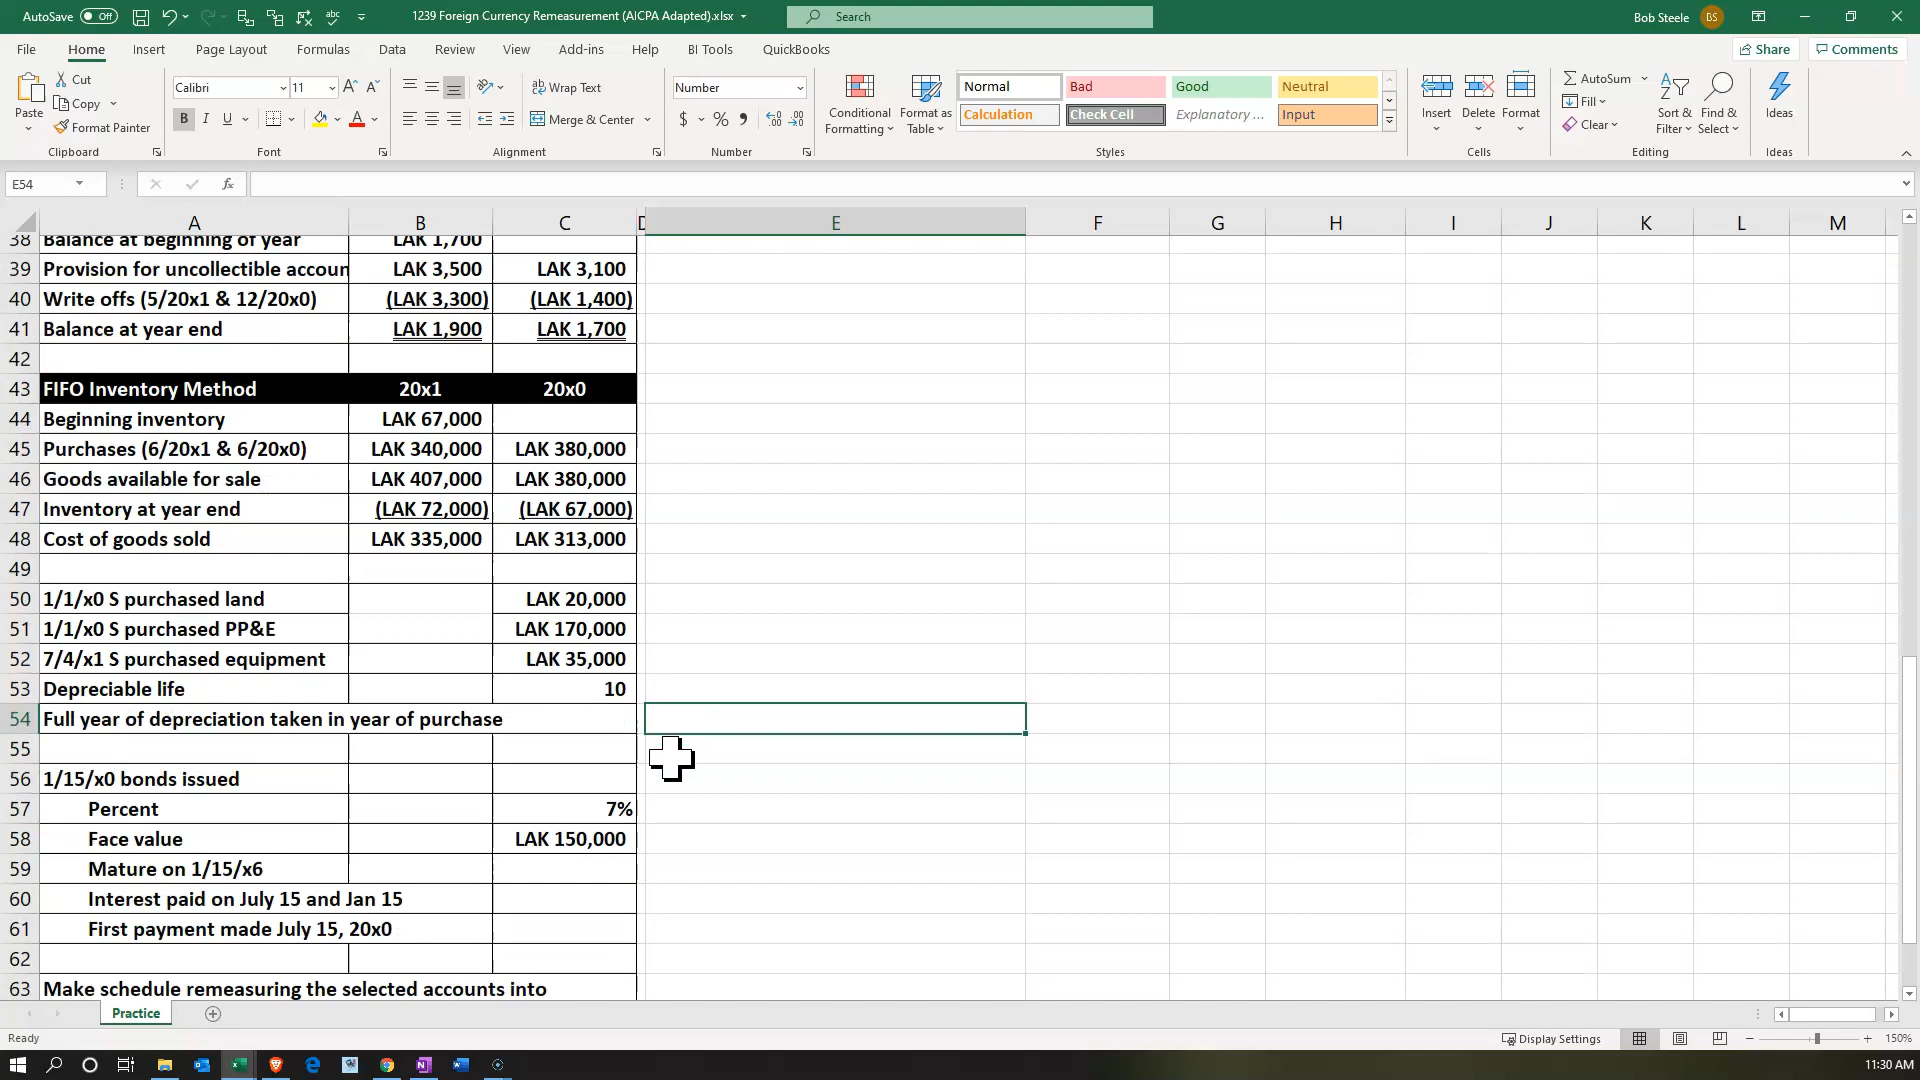 AutoSave Off 1239 Foreign Currency Remeasurement (AICPA Adapted).xlsx Search Bob Steele BS
File Home Insert Page Layout Formulas Data Review View Add-ins Help BI Tools QuickBooks Share Comments
Cut
Copy
Format Painter
Paste
Clipboard
Calibri 11
B I U
Font
Wrap Text
Merge & Center
Alignment
Number
$ % ,
Number
Conditional Formatting
Format as Table
Normal Bad Good Neutral
Calculation Check Cell Explanatory ... Input
Styles
Insert Delete Format
Cells
AutoSum
Fill
Clear
Sort & Filter
Find & Select
Editing
Ideas
Ideas
E54 fx
A B C D E F G H I J K L M
38 Balance at beginning of year LAK 1,700
39 Provision for uncollectible accoun LAK 3,500 LAK 3,100
40 Write offs (5/20x1 & 12/20x0) (LAK 3,300) (LAK 1,400)
41 Balance at year end LAK 1,900 LAK 1,700
42
43 FIFO Inventory Method 20x1 20x0
44 Beginning inventory LAK 67,000
45 Purchases (6/20x1 & 6/20x0) LAK 340,000 LAK 380,000
46 Goods available for sale LAK 407,000 LAK 380,000
47 Inventory at year end (LAK 72,000) (LAK 67,000)
48 Cost of goods sold LAK 335,000 LAK 313,000
49
50 1/1/x0 S purchased land LAK 20,000
51 1/1/x0 S purchased PP&E LAK 170,000
52 7/4/x1 S purchased equipment LAK 35,000
53 Depreciable life 10
54 Full year of depreciation taken in year of purchase
55
56 1/15/x0 bonds issued
57 Percent 7%
58 Face value LAK 150,000
59 Mature on 1/15/x6
60 Interest paid on July 15 and Jan 15
61 First payment made July 15, 20x0
62
63 Make schedule remeasuring the selected accounts into
Practice
Ready Display Settings 150%
11:30 AM